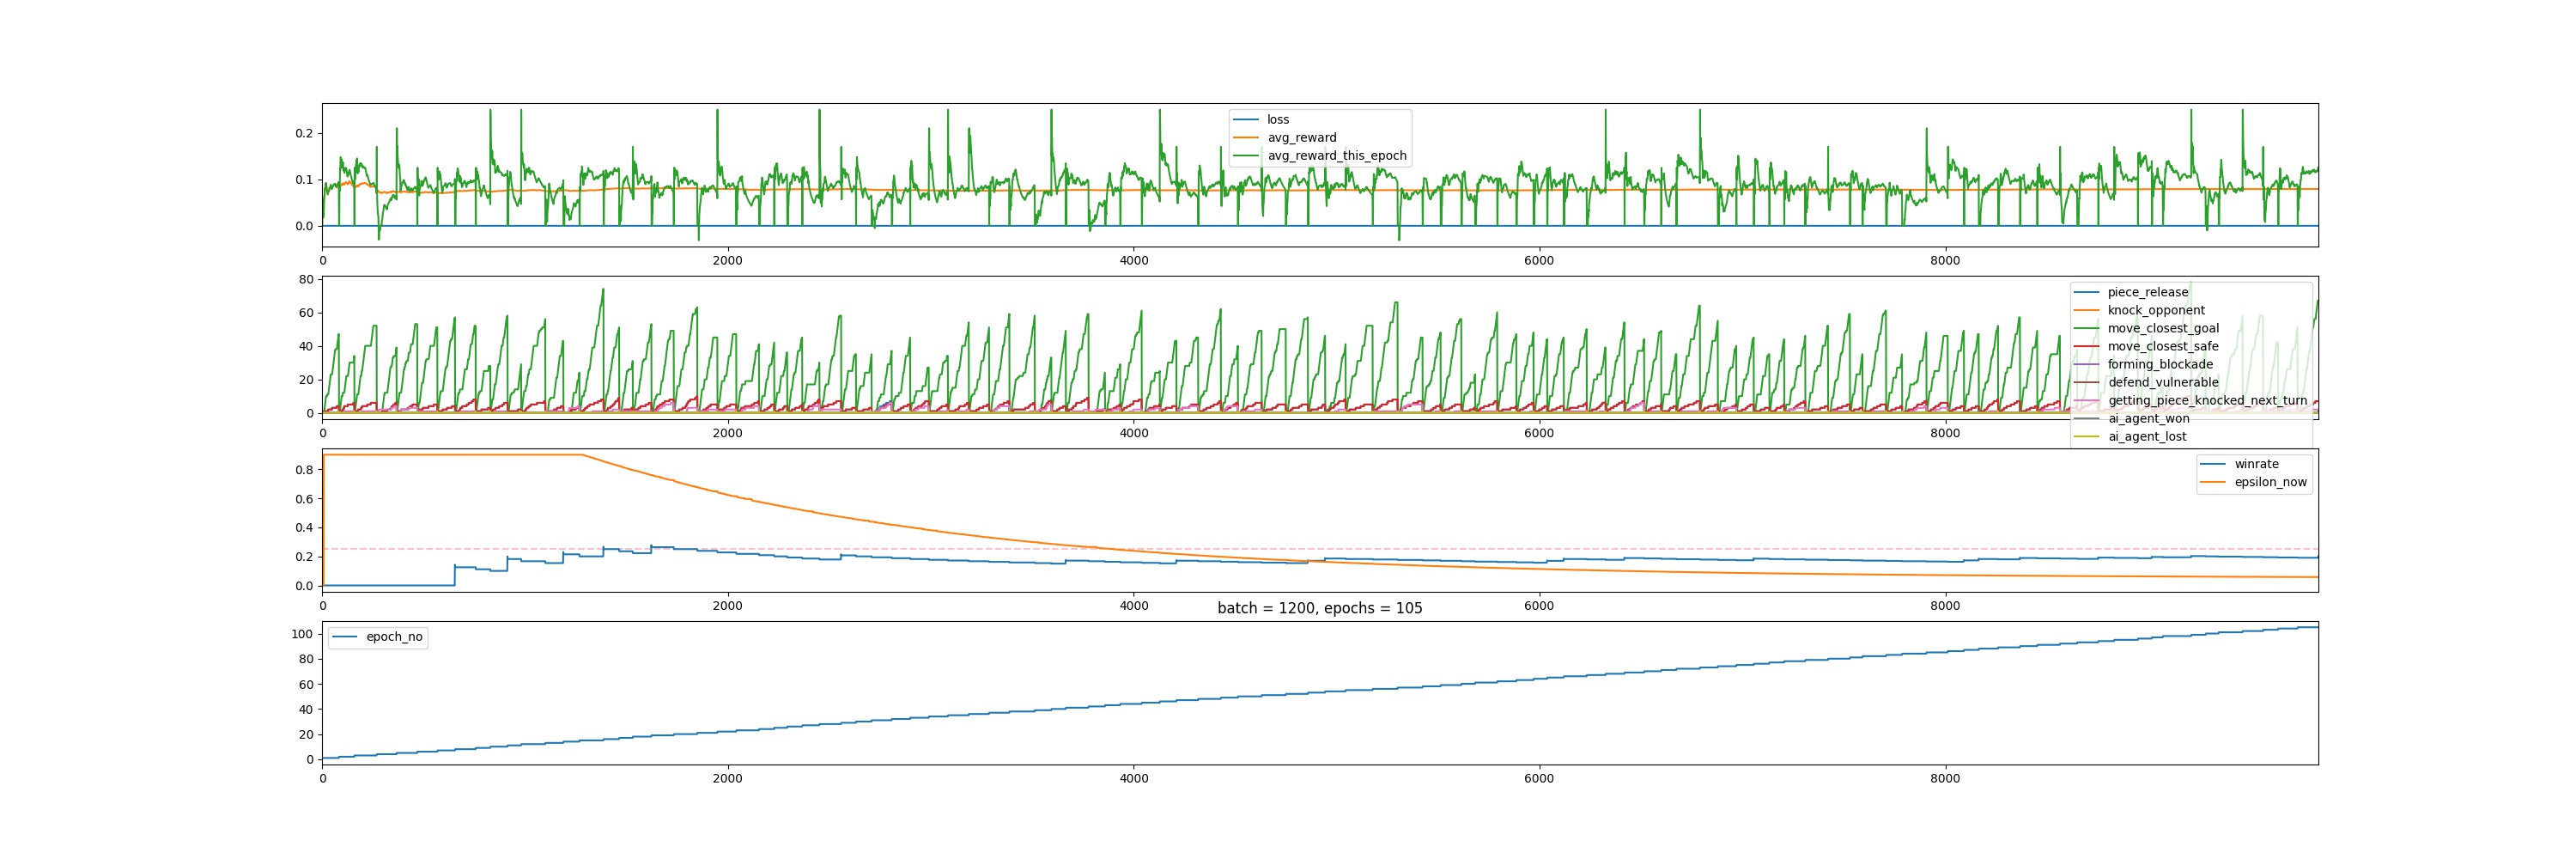 0.2
0.1
0.0
loss
avg_reward
avg_reward_this_epoch
0 2000 4000 6000 8000
80
60
40
20
0
piece_release
knock_opponent
move_closest_goal
move_closest_safe
forming_blockade
defend_vulnerable
getting_piece_knocked_next_turn
ai_agent_won
ai_agent_lost
0 2000 4000 6000 8000
0.8
0.6
0.4
0.2
0.0
winrate
epsilon_now
0 2000 4000 6000 8000
batch = 1200, epochs = 105
100
80
60
40
20
0
epoch_no
0 2000 4000 6000 8000